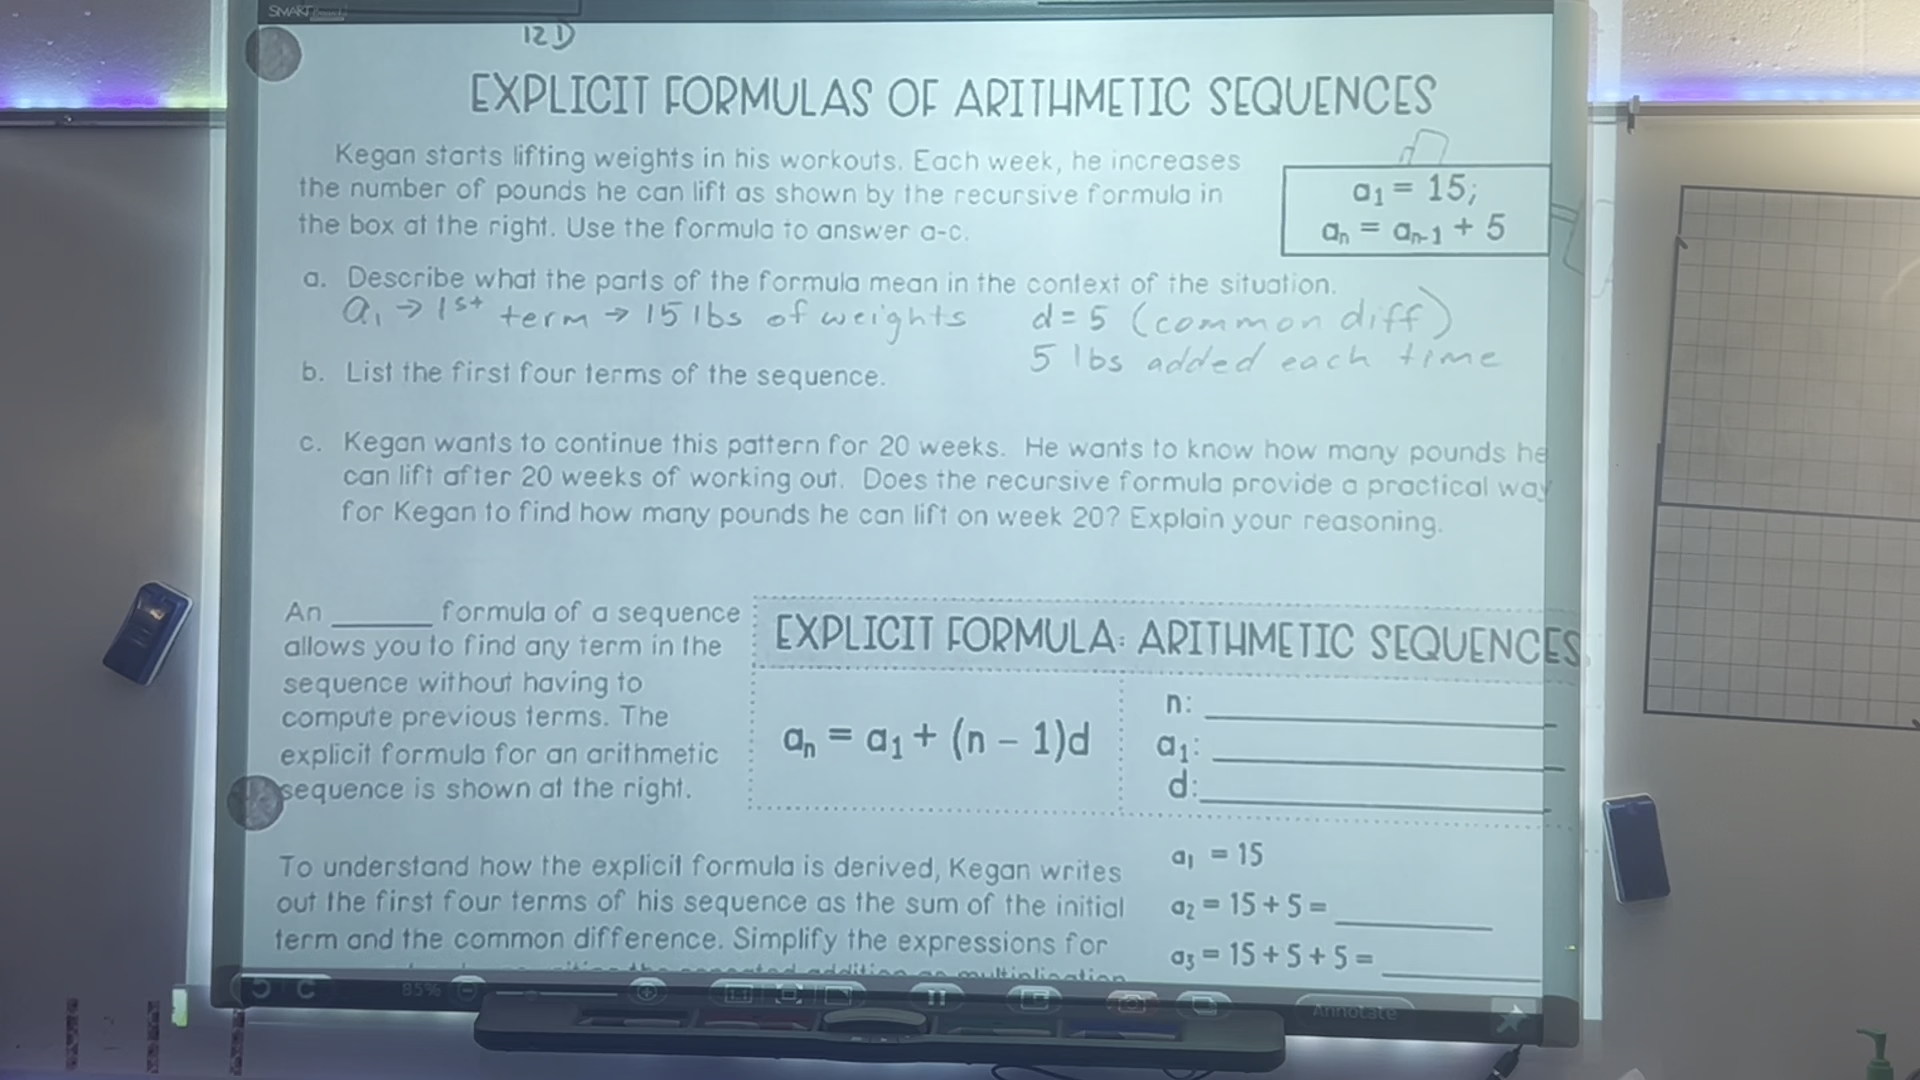 SMART
12D
EXPLICIT FORMULAS OF ARITHMETIC SEQUENCES
Kegan starts lifting weights in his workouts. Each week, he increases
the number of pounds he can lift as shown by the recursive formula in
the box at the right. Use the formula to answer a-c.
a₁ = 15;
aₙ = aₙ₋₁ + 5
a. Describe what the parts of the formula mean in the context of the situation.
a₁ → 1st term → 15 lbs of weights
d = 5 (common diff)
5 lbs added each time
b. List the first four terms of the sequence.
c. Kegan wants to continue this pattern for 20 weeks. He wants to know how many pounds he
can lift after 20 weeks of working out. Does the recursive formula provide a practical way
for Kegan to find how many pounds he can lift on week 20? Explain your reasoning.
An ______ formula of a sequence
allows you to find any term in the
sequence without having to
compute previous terms. The
explicit formula for an arithmetic
sequence is shown at the right.
EXPLICIT FORMULA: ARITHMETIC SEQUENCES
aₙ = a₁ + (n – 1)d
n:
a₁:
d:
To understand how the explicit formula is derived, Kegan writes
out the first four terms of his sequence as the sum of the initial
term and the common difference. Simplify the expressions for
a₁ = 15
a₂ = 15 + 5 =
a₃ = 15 + 5 + 5 =
85%
Annotate